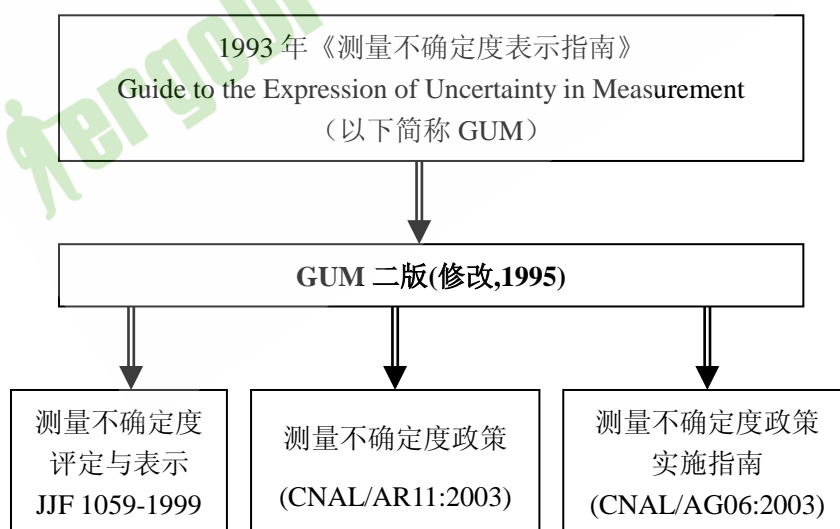 1993 年《测量不确定度表示指南》
Guide to the Expression of Uncertainty in Measurement
（以下简称 GUM）
GUM 二版(修改,1995)
测量不确定度
评定与表示
JJF 1059-1999
测量不确定度政策
(CNAL/AR11:2003)
测量不确定度政策
实施指南
(CNAL/AG06:2003)